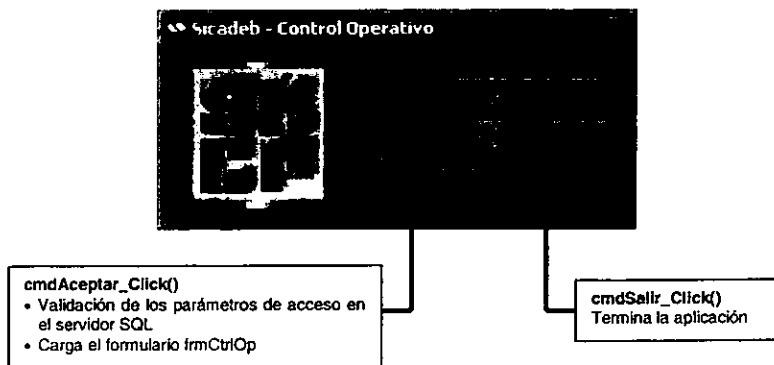 Sicadeb - Control Operativo
cmdAceptar_Click()
• Validación de los parámetros de acceso en
el servidor SQL
• Carga el formulario frmCtrlOp
cmdSalir_Click()
Termina la aplicación